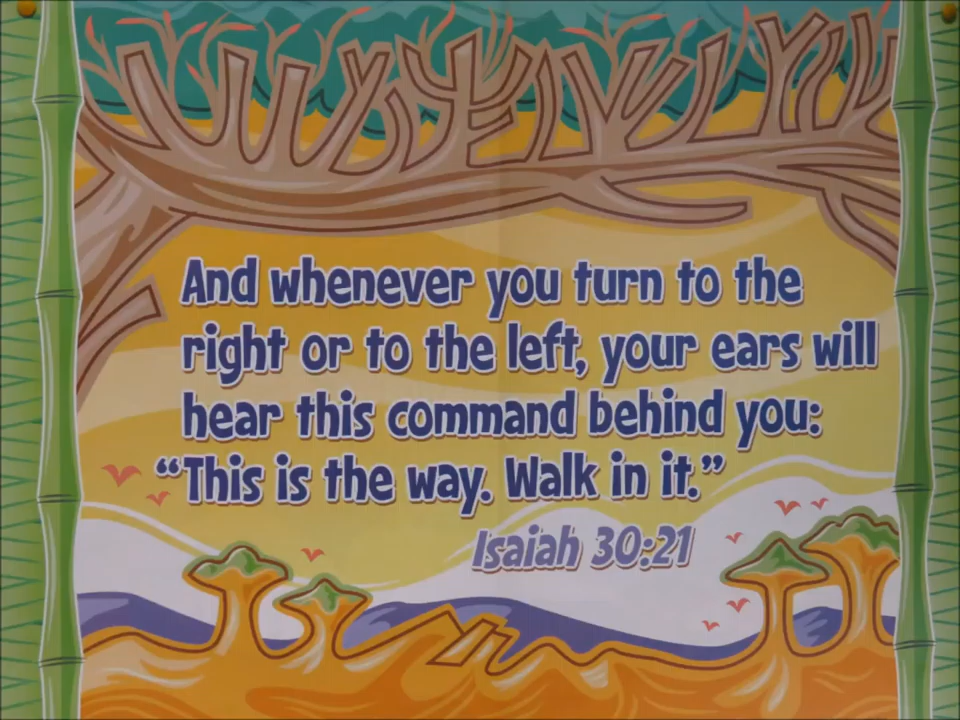 And whenever you turn to the
right or to the left, your ears will
hear this command behind you:
“This is the way. Walk in it.”
Isaiah 30:21